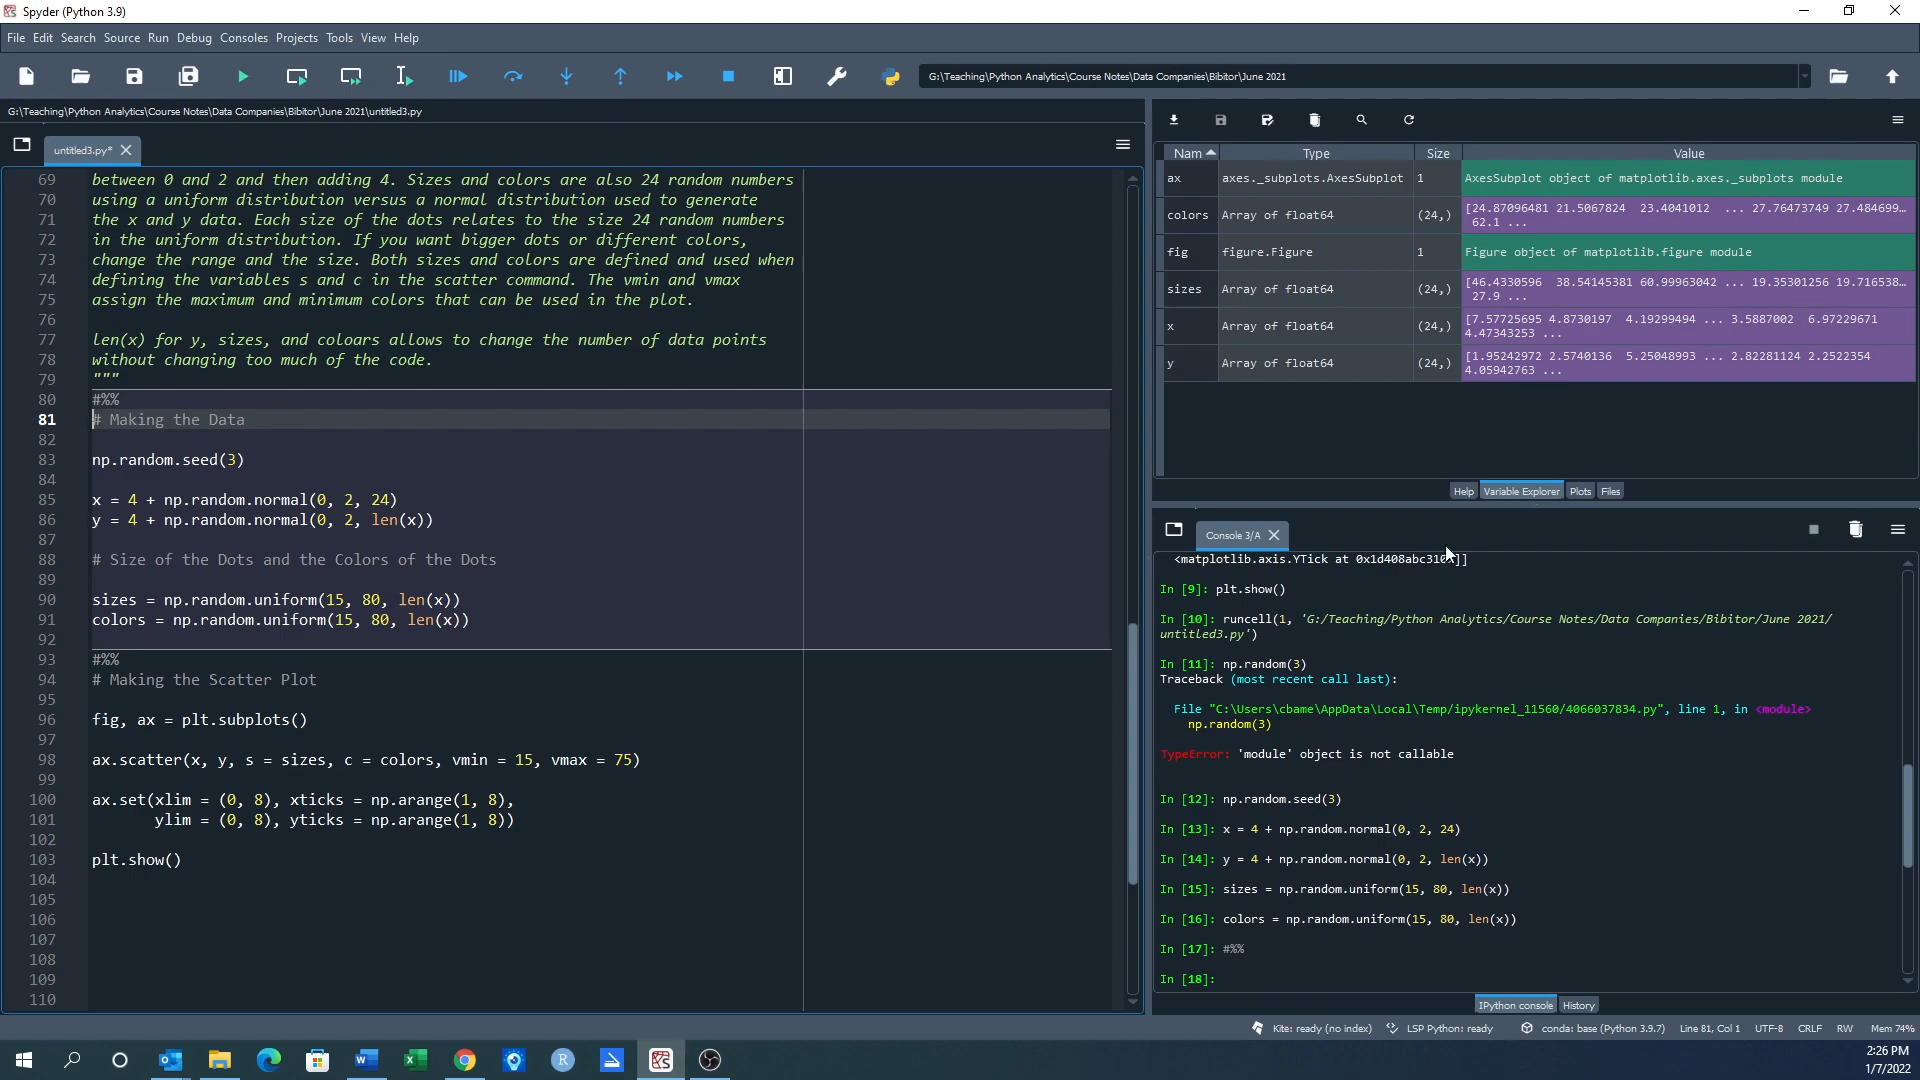 Spyder (Python 3.9)
File Edit Search Source Run Debug Consoles Projects Tools View Help
G:\Teaching\Python Analytics\Course Notes\Data Companies\Bibitor\June 2021
G:\Teaching\Python Analytics\Course Notes\Data Companies\Bibitor\June 2021\untitled3.py
untitled3.py*
69 between 0 and 2 and then adding 4. Sizes and colors are also 24 random numbers
70 using a uniform distribution versus a normal distribution used to generate
71 the x and y data. Each size of the dots relates to the size 24 random numbers
72 in the uniform distribution. If you want bigger dots or different colors,
73 change the range and the size. Both sizes and colors are defined and used when
74 defining the variables s and c in the scatter command. The vmin and vmax
75 assign the maximum and minimum colors that can be used in the plot.
76
77 len(x) for y, sizes, and coloars allows to change the number of data points
78 without changing too much of the code.
79 """
80 #%%
81 # Making the Data
82
83 np.random.seed(3)
84
85 x = 4 + np.random.normal(0, 2, 24)
86 y = 4 + np.random.normal(0, 2, len(x))
87
88 # Size of the Dots and the Colors of the Dots
89
90 sizes = np.random.uniform(15, 80, len(x))
91 colors = np.random.uniform(15, 80, len(x))
92
93 #%%
94 # Making the Scatter Plot
95
96 fig, ax = plt.subplots()
97
98 ax.scatter(x, y, s = sizes, c = colors, vmin = 15, vmax = 75)
99
100 ax.set(xlim = (0, 8), xticks = np.arange(1, 8),
101 ylim = (0, 8), yticks = np.arange(1, 8))
102
103 plt.show()
104
105
106
107
108
109
110
Nam Type Size Value
ax axes._subplots.AxesSubplot 1 AxesSubplot object of matplotlib.axes._subplots module
colors Array of float64 (24,) [24.87096481 21.5067824 23.4041012 ... 27.76473749 27.484699…
62.1 ...
fig figure.Figure 1 Figure object of matplotlib.figure module
sizes Array of float64 (24,) [46.4330596 38.54145381 60.99963042 ... 19.35301256 19.716538…
27.9 ...
x Array of float64 (24,) [7.57725695 4.8730197 4.19299494 ... 3.5887002 6.97229671
4.47343253 ...
y Array of float64 (24,) [1.95242972 2.5740136 5.25048993 ... 2.82281124 2.2522354
4.05942763 ...
Help Variable Explorer Plots Files
Console 3/A
<matplotlib.axis.YTick at 0x1d408abc310>]]
In [9]: plt.show()
In [10]: runcell(1, 'G:/Teaching/Python Analytics/Course Notes/Data Companies/Bibitor/June 2021/
untitled3.py')
In [11]: np.random(3)
Traceback (most recent call last):
File "C:\Users\cbame\AppData\Local\Temp/ipykernel_11560/4066037834.py", line 1, in <module>
np.random(3)
TypeError: 'module' object is not callable
In [12]: np.random.seed(3)
In [13]: x = 4 + np.random.normal(0, 2, 24)
In [14]: y = 4 + np.random.normal(0, 2, len(x))
In [15]: sizes = np.random.uniform(15, 80, len(x))
In [16]: colors = np.random.uniform(15, 80, len(x))
In [17]: #%%
In [18]:
IPython console History
Kite: ready (no index) LSP Python: ready conda: base (Python 3.9.7) Line 81, Col 1 UTF-8 CRLF RW Mem 74%
2:26 PM
1/7/2022